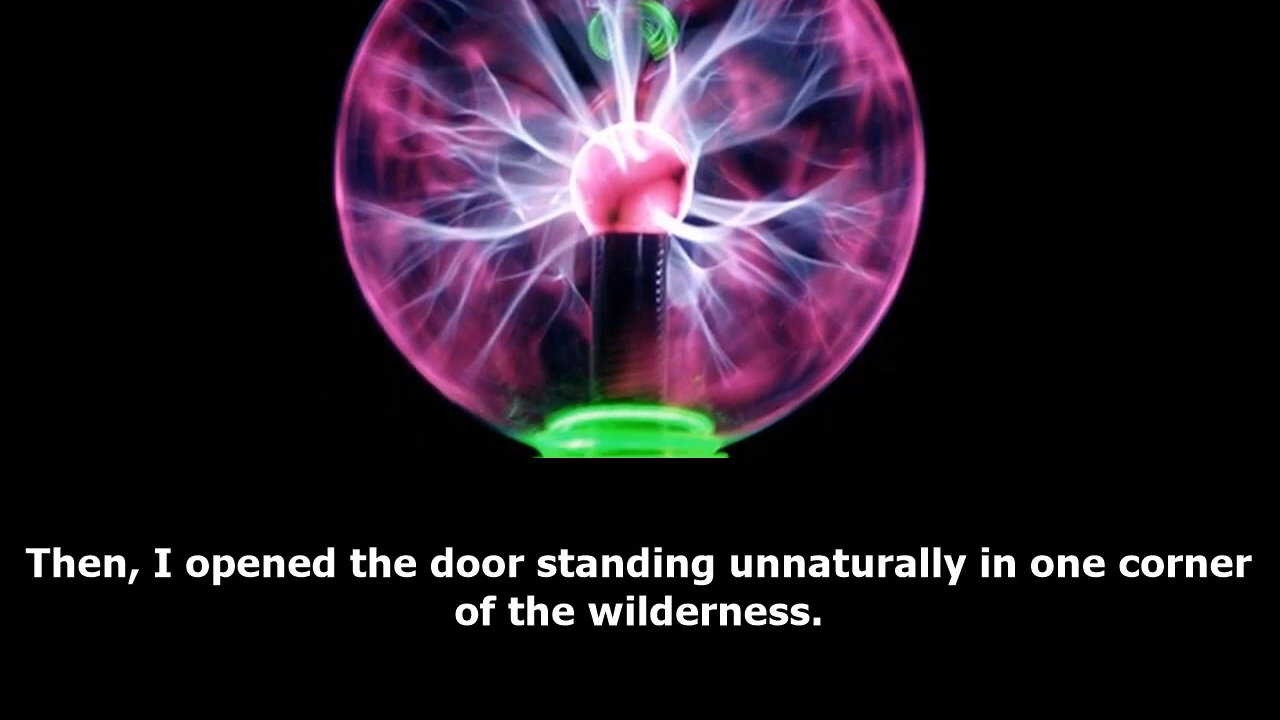 Then, I opened the door standing unnaturally in one corner
of the wilderness.